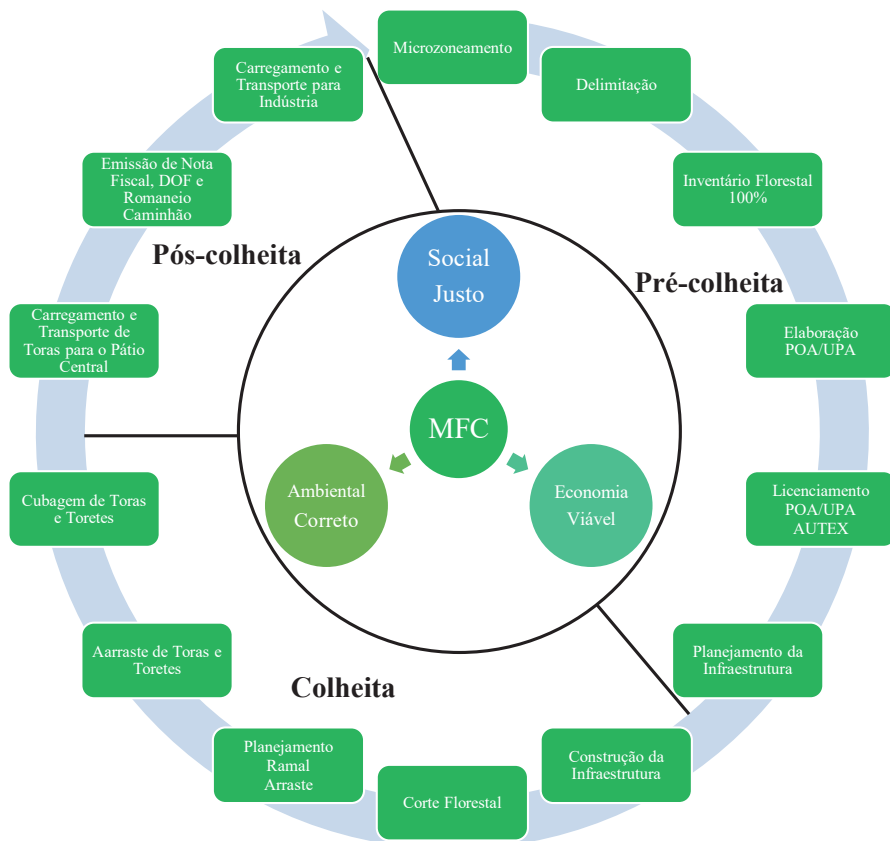 Microzoneamento
Delimitação
Inventário Florestal
100%
Elaboração
POA/UPA
Licenciamento
POA/UPA
AUTEX
Planejamento da
Infraestrutura
Construção da
Infraestrutura
Corte Florestal
Planejamento
Ramal
Arraste
Aarraste de Toras e
Toretes
Cubagem de Toras
e Toretes
Carregamento e
Transporte de
Toras para o Pátio
Central
Emissão de Nota
Fiscal, DOF e
Romaneio
Caminhão
Carregamento e
Transporte para
Indústria
Pós-colheita
Pré-colheita
Colheita
Social
Justo
MFC
Ambiental
Correto
Economia
Viável